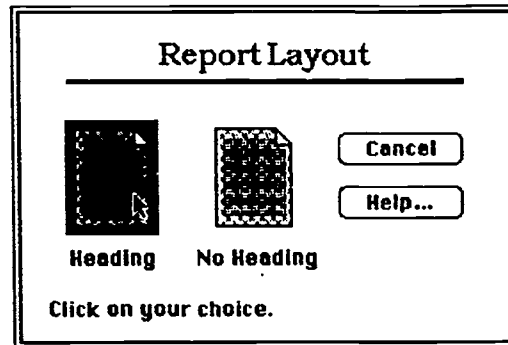 Report Layout
Cancel
Help...
Heading No Heading
Click on your choice.